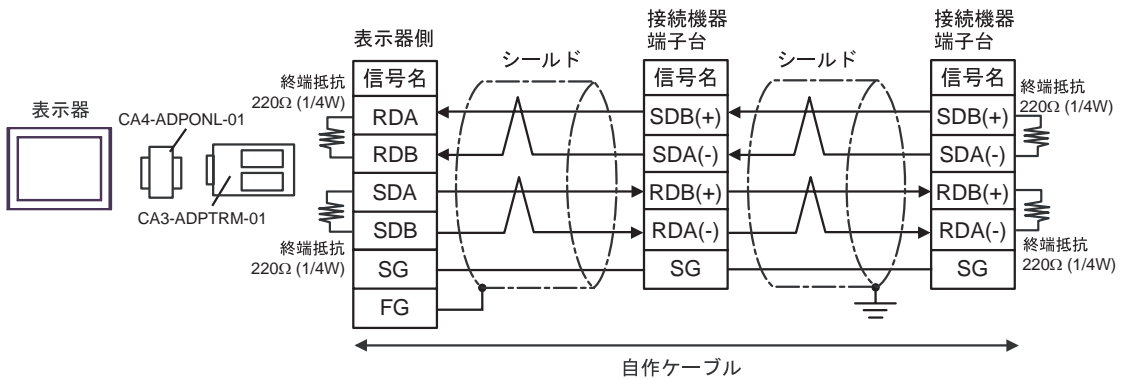 表示器
CA4-ADPONL-01
CA3-ADPTRM-01
終端抵抗
220Ω (1/4W)
終端抵抗
220Ω (1/4W)
表示器側
信号名
RDA
RDB
SDA
SDB
SG
FG
シールド
接続機器
端子台
信号名
SDB(+)
SDA(-)
RDB(+)
RDA(-)
SG
シールド
接続機器
端子台
信号名
SDB(+)
SDA(-)
RDB(+)
RDA(-)
SG
終端抵抗
220Ω (1/4W)
終端抵抗
220Ω (1/4W)
自作ケーブル